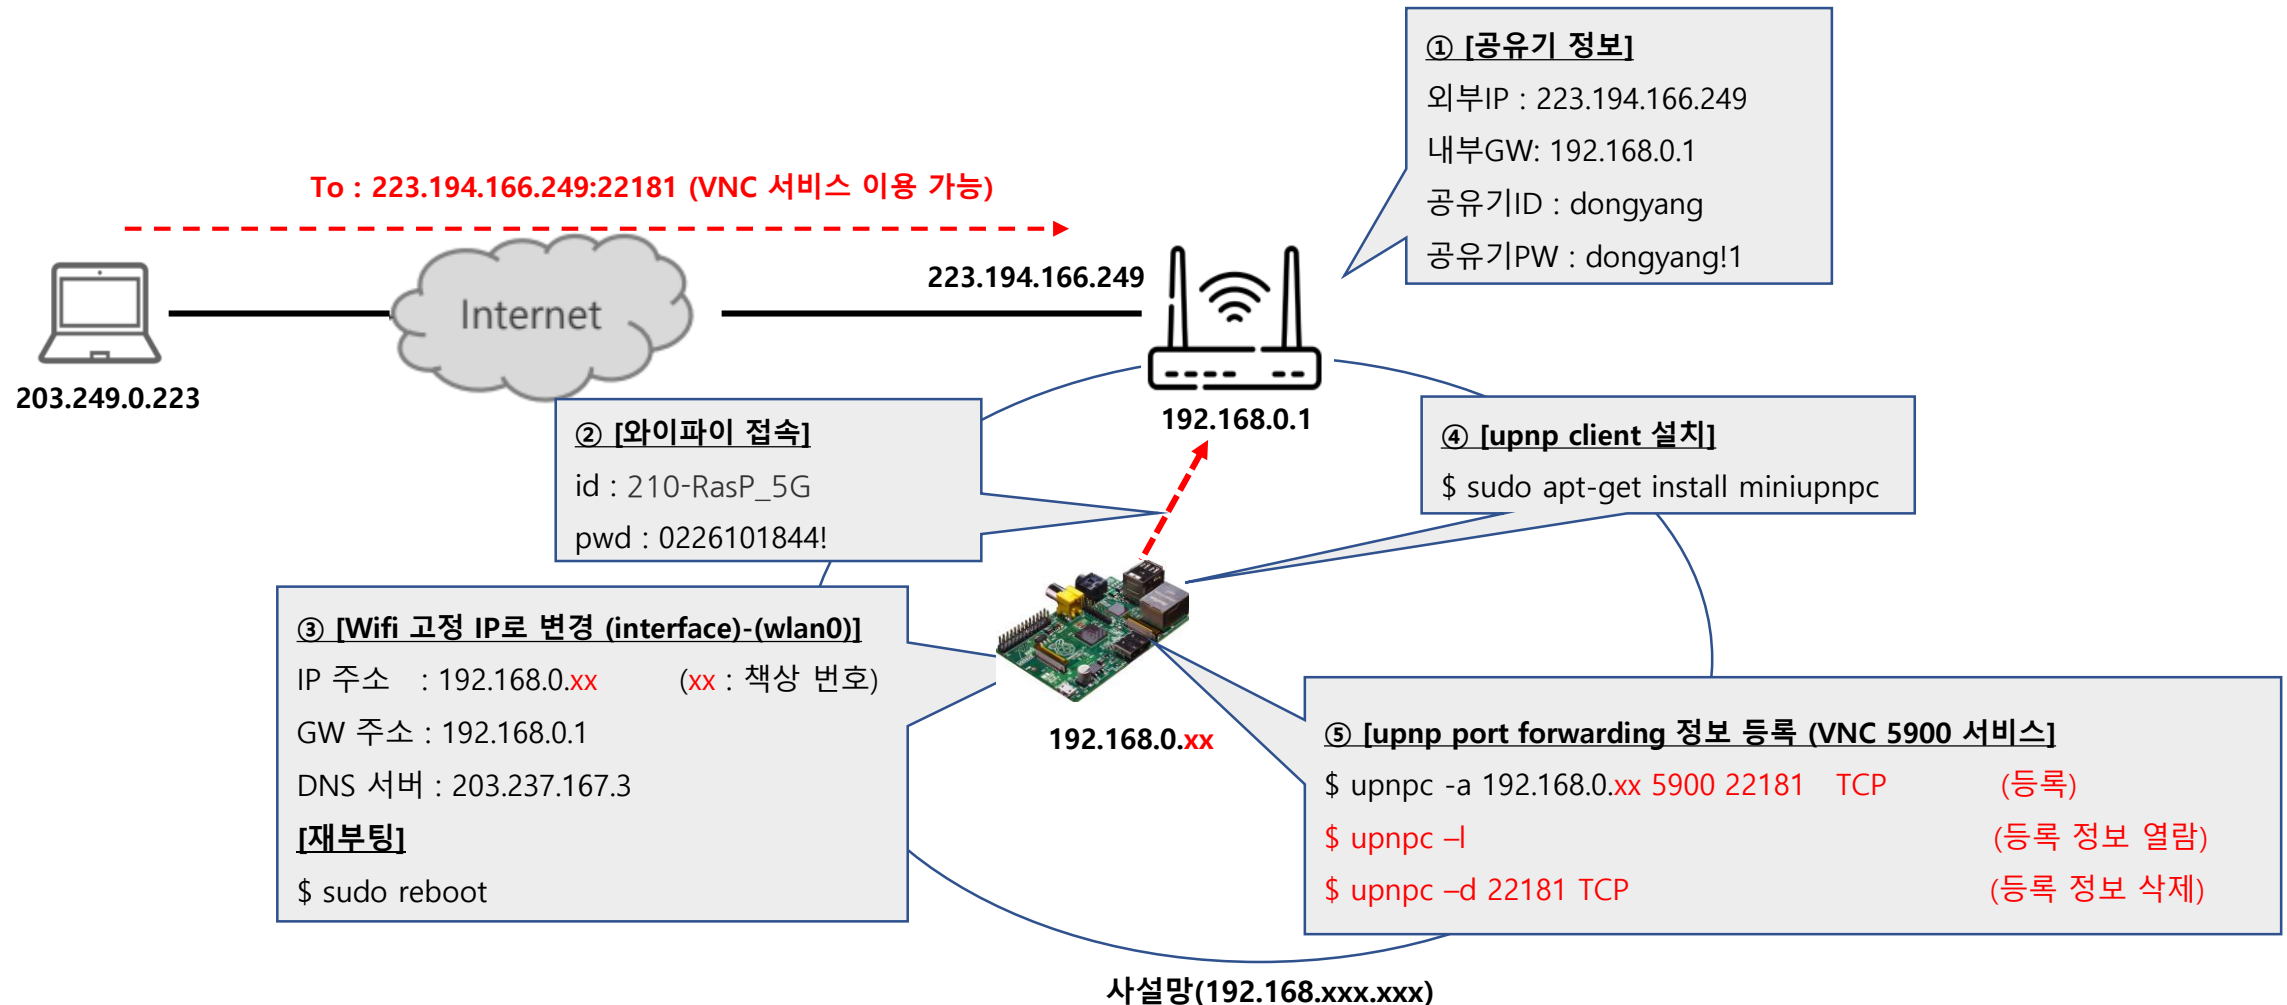 ① [공유기 정보]
외부IP : 223.194.166.249
내부GW: 192.168.0.1
공유기ID : dongyang
공유기PW : dongyang!1
To : 223.194.166.249:22181 (VNC 서비스 이용 가능)
Internet
223.194.166.249
203.249.0.223
192.168.0.1
② [와이파이 접속]
id : 210-RasP_5G
pwd : 0226101844!
④ [upnp client 설치]
$ sudo apt-get install miniupnpc
③ [Wifi 고정 IP로 변경 (interface)-(wlan0)]
IP 주소 : 192.168.0.xx (xx : 책상 번호)
GW 주소 : 192.168.0.1
DNS 서버 : 203.237.167.3
[재부팅]
$ sudo reboot
192.168.0.xx
⑤ [upnp port forwarding 정보 등록 (VNC 5900 서비스]
$ upnpc -a 192.168.0.xx 5900 22181 TCP (등록)
$ upnpc –l (등록 정보 열람)
$ upnpc –d 22181 TCP (등록 정보 삭제)
사설망(192.168.xxx.xxx)